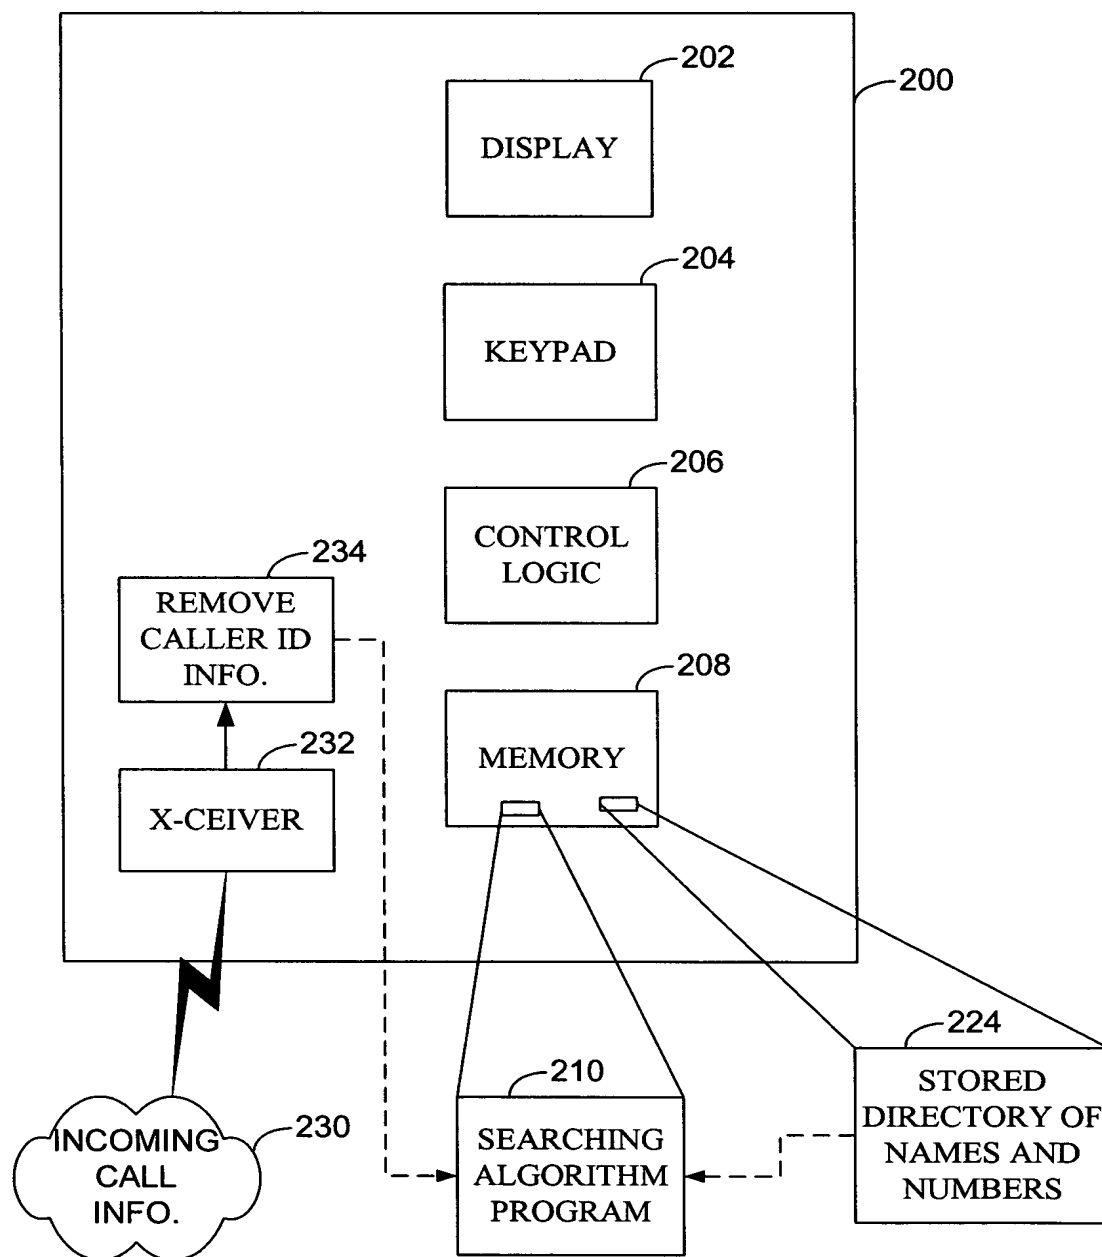 202
200
DISPLAY
204
KEYPAD
206
CONTROL
LOGIC
234
REMOVE
CALLER ID
INFO.
208
MEMORY
232
X-CEIVER
224
STORED
DIRECTORY OF
NAMES AND
NUMBERS
210
SEARCHING
ALGORITHM
PROGRAM
230
INCOMING
CALL
INFO.